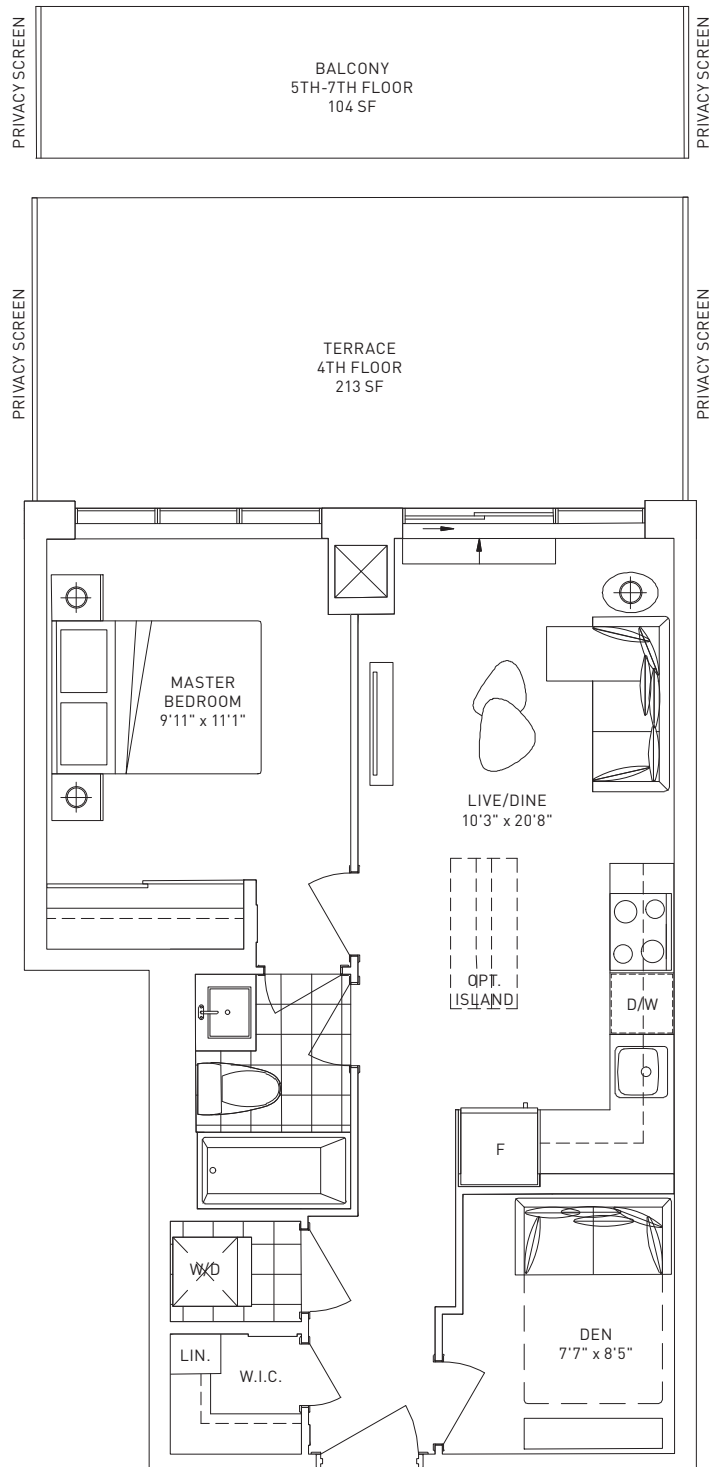 PRIVACY SCREEN
BALCONY
5TH-7TH FLOOR
104 SF
PRIVACY SCREEN
PRIVACY SCREEN
TERRACE
4TH FLOOR
213 SF
PRIVACY SCREEN
MASTER
BEDROOM
9'11" x 11'1"
LIVE/DINE
10'3" x 20'8"
OPT.
ISLAND
D/W
F
W/D
DEN
7'7" x 8'5"
LIN.
W.I.C.